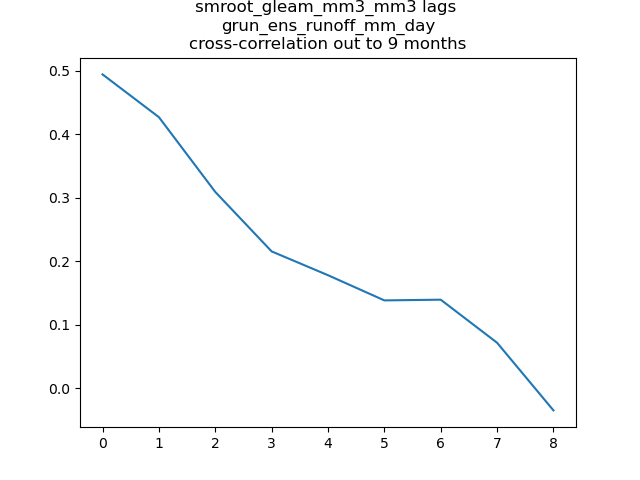 smroot_gleam_mm3_mm3 lags
grun_ens_runoff_mm_day
cross-correlation out to 9 months
0.5
0.4
0.3
0.2
0.1
0.0
0 1 2 3 4 5 6 7 8